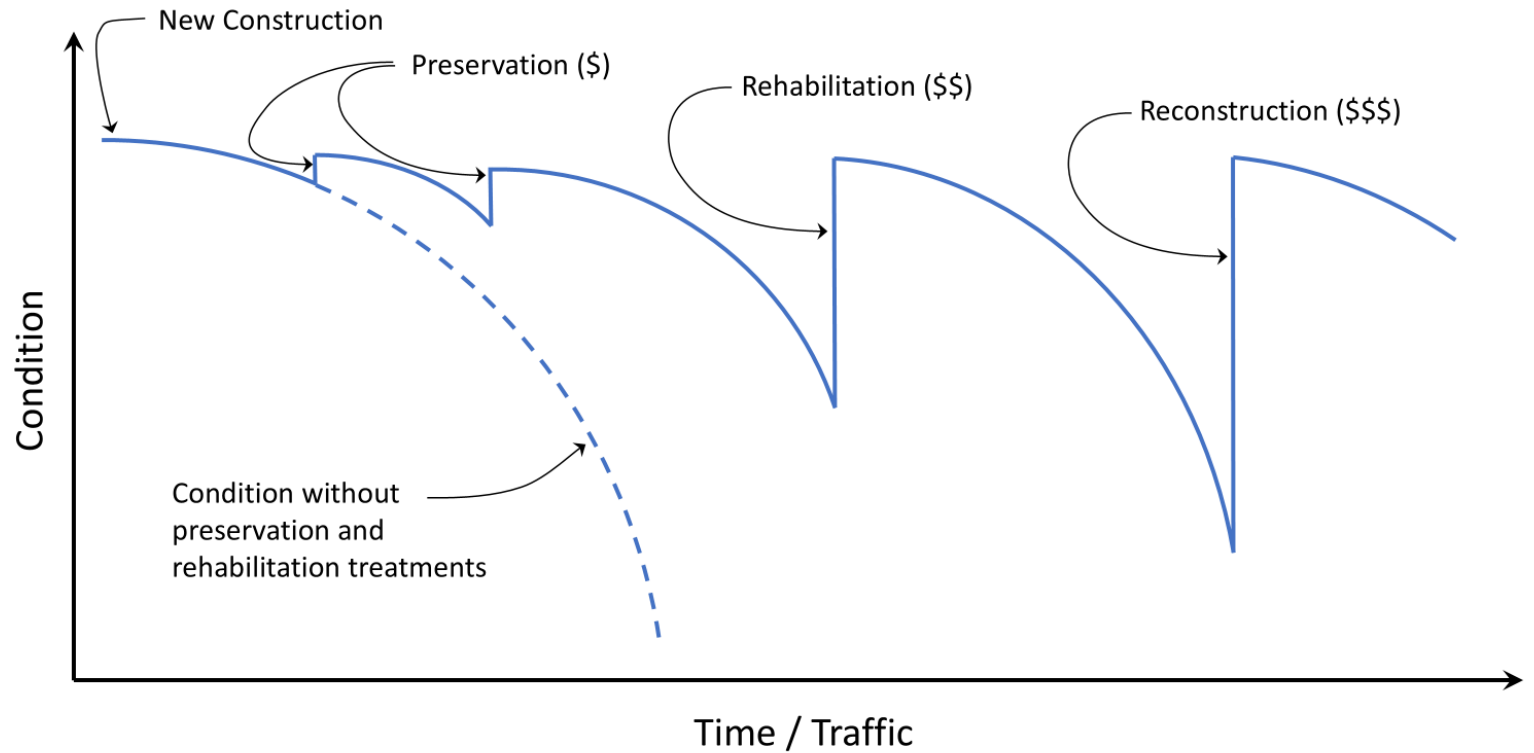 New Construction
Preservation ($)
Rehabilitation ($$)
Reconstruction ($$$)
Condition
Condition without
preservation and
rehabilitation treatments
Time / Traffic